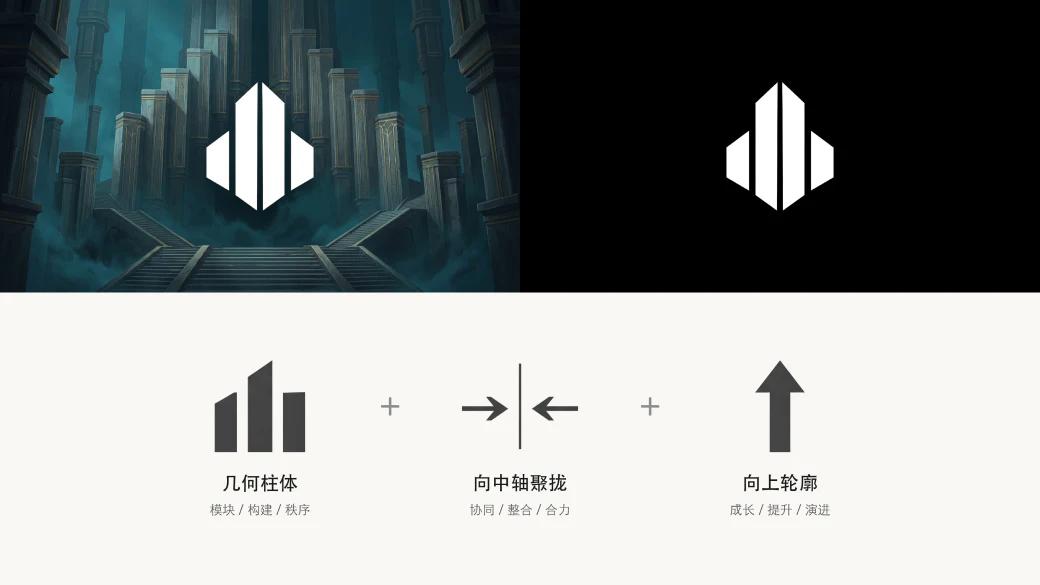 几何柱体
模块 / 构建 / 秩序
向中轴聚拢
协同 / 整合 / 合力
向上轮廓
成长 / 提升 / 演进